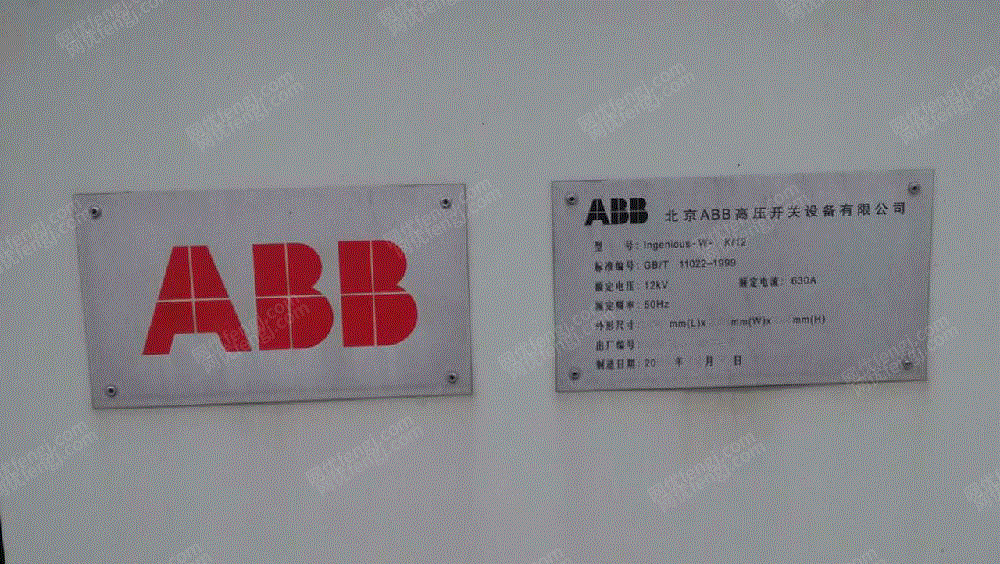 ABB
ABB 北京ABB高压开关设备有限公司
型 号: Ingenious-W- X/12
标准编号: GB/T 11022-1999
额定电压: 12kV 额定电流: 630A
额定频率: 50Hz
外形尺寸 mm(L)x mm(W)x mm(H)
出厂编号
制造日期: 20 年 月 日